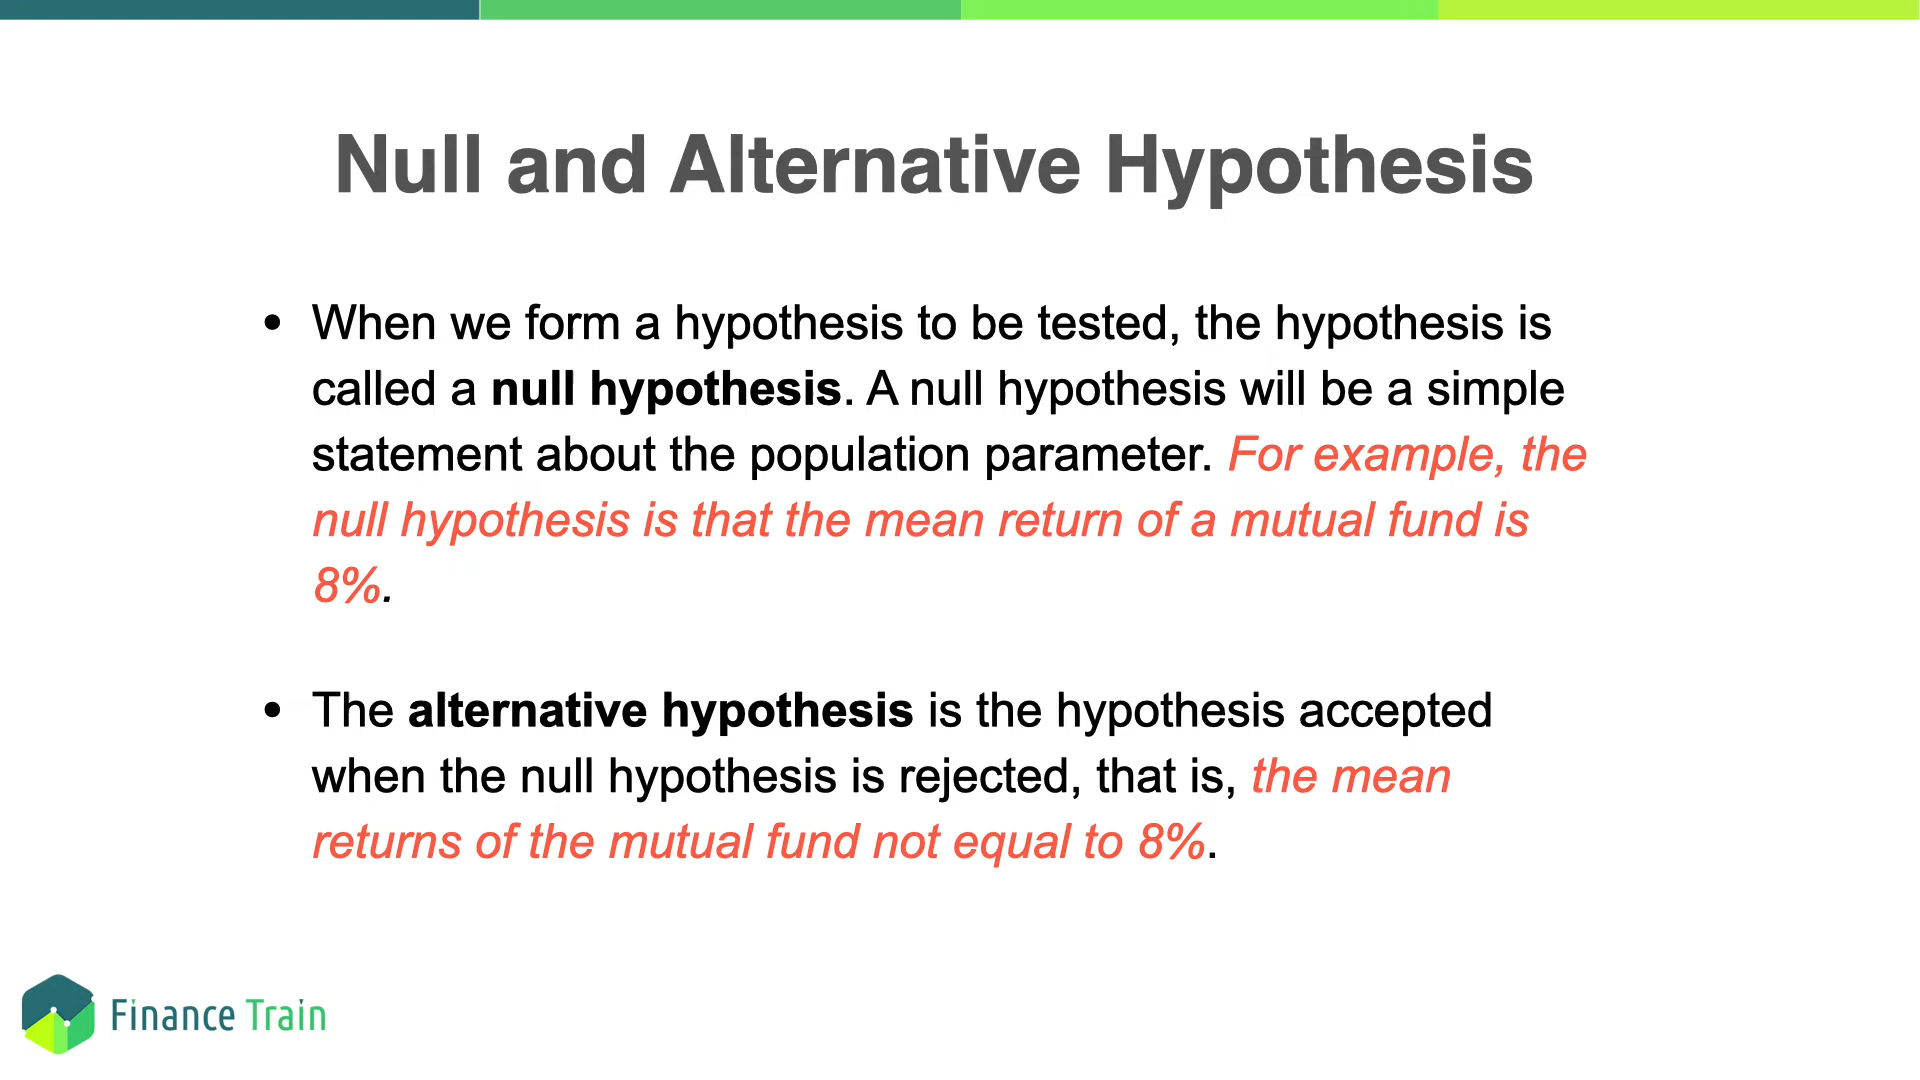 Null and Alternative Hypothesis
• When we form a hypothesis to be tested, the hypothesis is
called a null hypothesis. A null hypothesis will be a simple
statement about the population parameter. For example, the
null hypothesis is that the mean return of a mutual fund is
8%.
• The alternative hypothesis is the hypothesis accepted
when the null hypothesis is rejected, that is, the mean
returns of the mutual fund not equal to 8%.
Finance Train